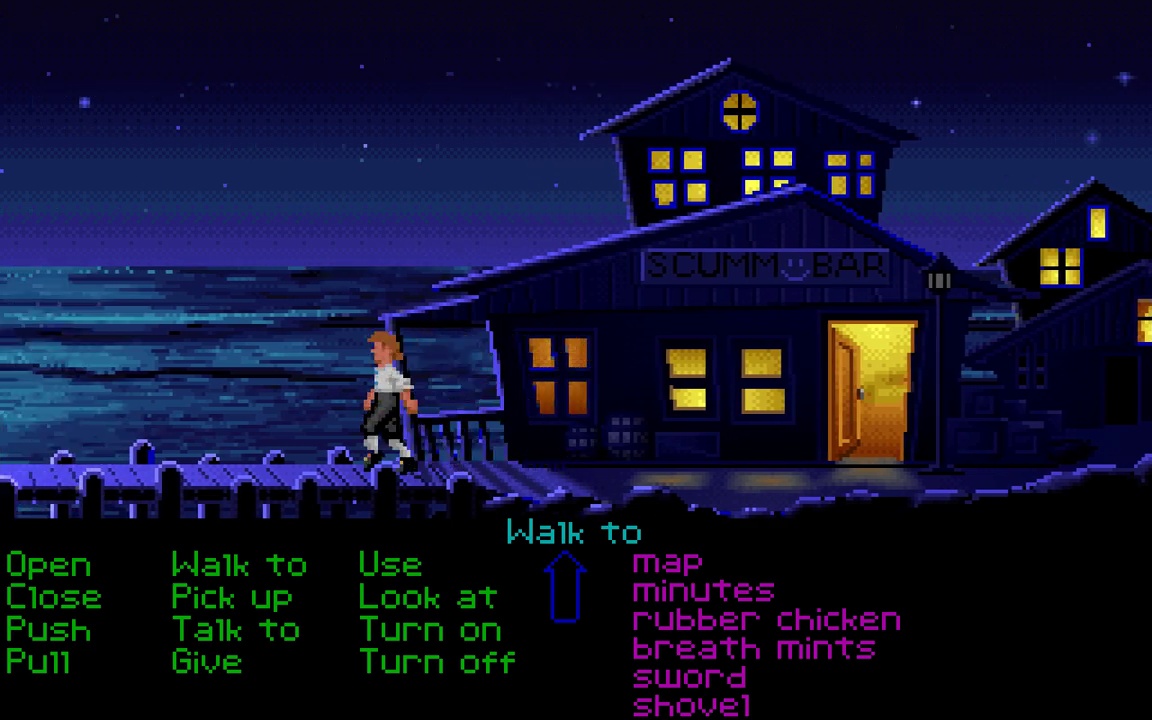 SCUMM BAR
Walk to
Open Walk to Use
Close Pick up Look at
Push Talk to Turn on
Pull Give Turn off
map
minutes
rubber chicken
breath mints
sword
shovel